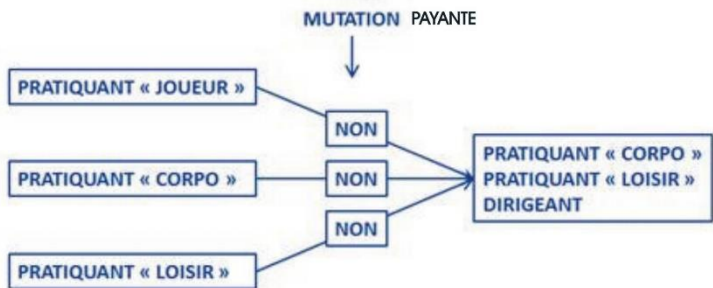 MUTATION PAYANTE
PRATIQUANT « JOUEUR »
NON
PRATIQUANT « CORPO »
NON
PRATIQUANT « LOISIR »
NON
PRATIQUANT « CORPO »
PRATIQUANT « LOISIR »
DIRIGEANT